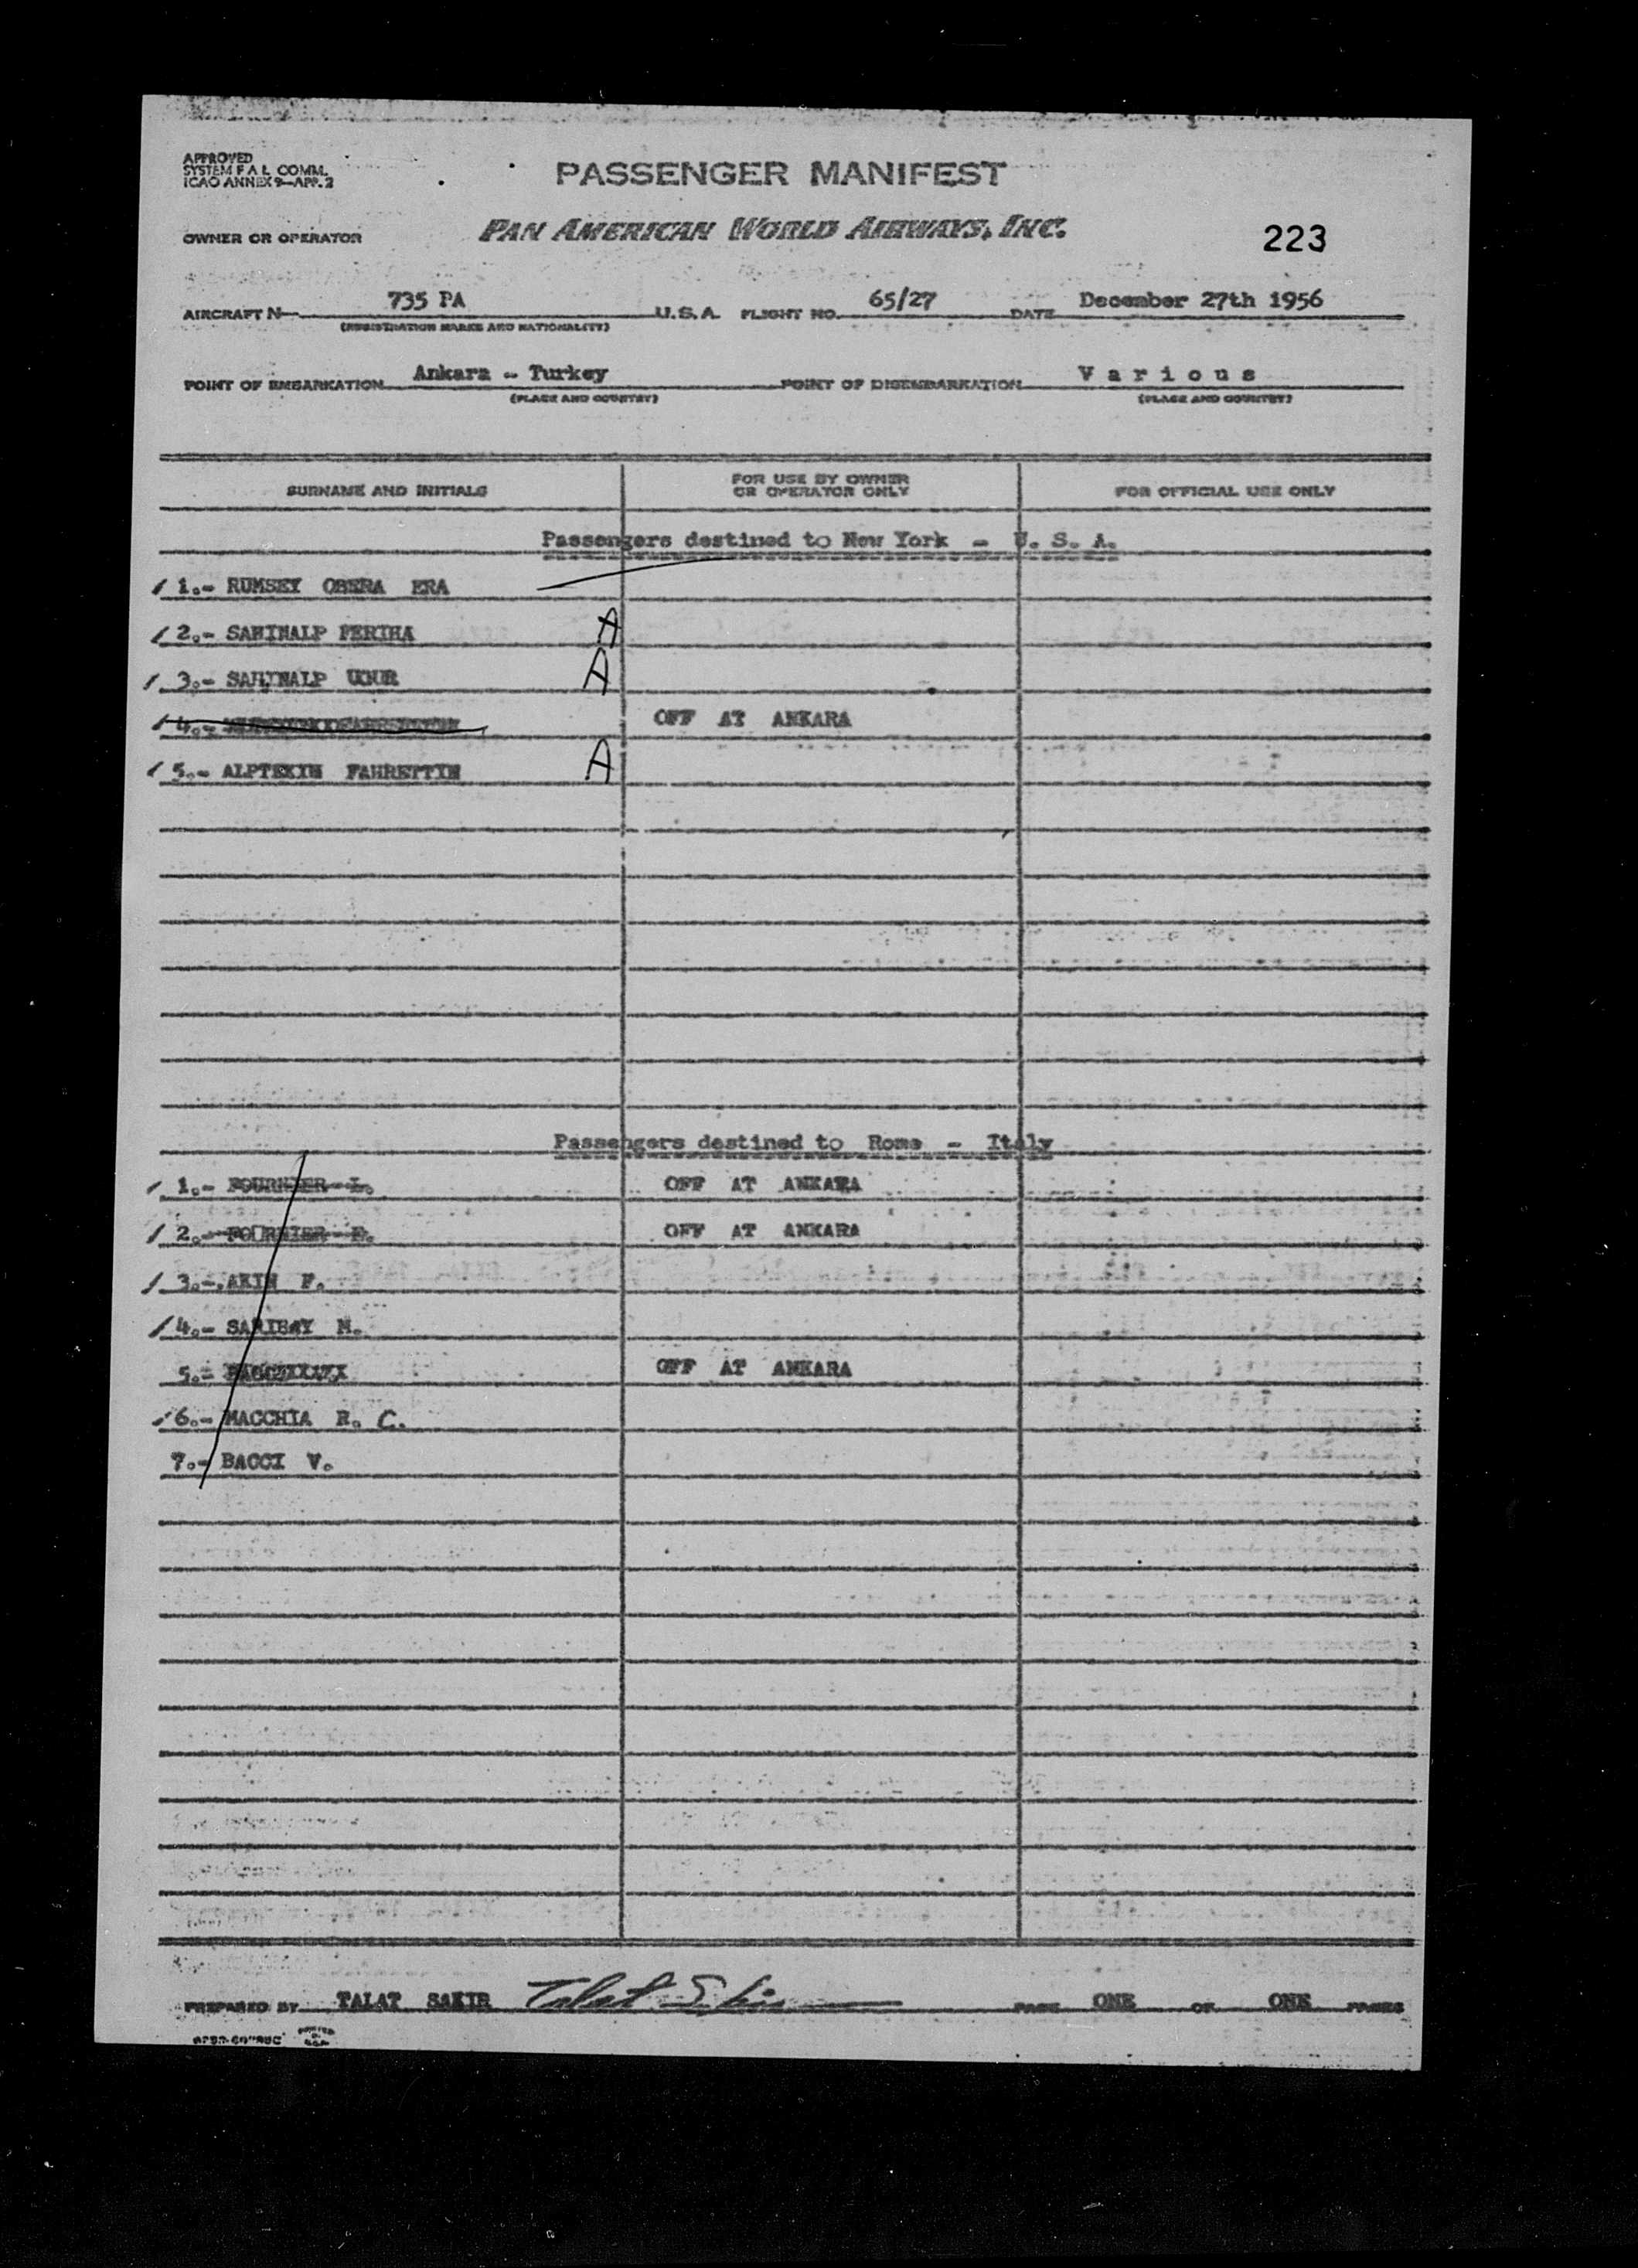 APPROVED
SYSTEM F A L COMM.
ICAO ANNEX 9—APP. 2
PASSENGER MANIFEST
OWNER OR OPERATOR PAN AMERICAN WORLD AIRWAYS, INC. 223
AIRCRAFT N— 735 PA U.S.A. FLIGHT NO. 65/27 DATE December 27th 1956
(REGISTRATION MARKS AND NATIONALITY)
POINT OF EMBARKATION Ankara - Turkey POINT OF DISEMBARKATION V a r i o u s
(PLACE AND COUNTRY) (PLACE AND COUNTRY)
SURNAME AND INITIALS FOR USE BY OWNER OR OPERATOR ONLY FOR OFFICIAL USE ONLY
Passengers destined to New York - U. S. A.
/ 1.- RUMSEY OBERA ERA
/ 2.- SAHINALP FERIHA A
/ 3.- SAHINALP UGUR A
/ 4.- OFF AT ANKARA
/ 5.- ALPTEKIN FAHRETTIN A
Passengers destined to Rome - Italy
/ 1.- FOURNIER L. OFF AT ANKARA
/ 2.- FOURNIER OFF AT ANKARA
/ 3.- AKIN F.
/ 4.- SARIBAY M.
5.- OFF AT ANKARA
/ 6.- MACCHIA R. C.
7.- BACCI V.
PREPARED BY TALAT SAKIR Talat PAGE ONE OF ONE PAGES
PRINTED IN U.S.A.